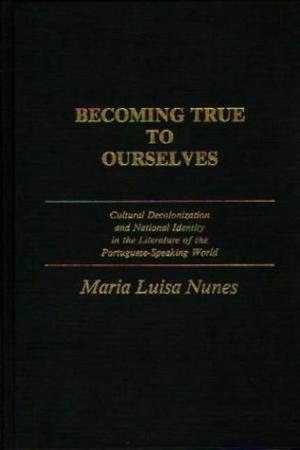 BECOMING TRUE
TO
OURSELVES
Cultural Decolonization
and National Identity
in the Literature of the
Portuguese-Speaking World
Maria Luisa Nunes